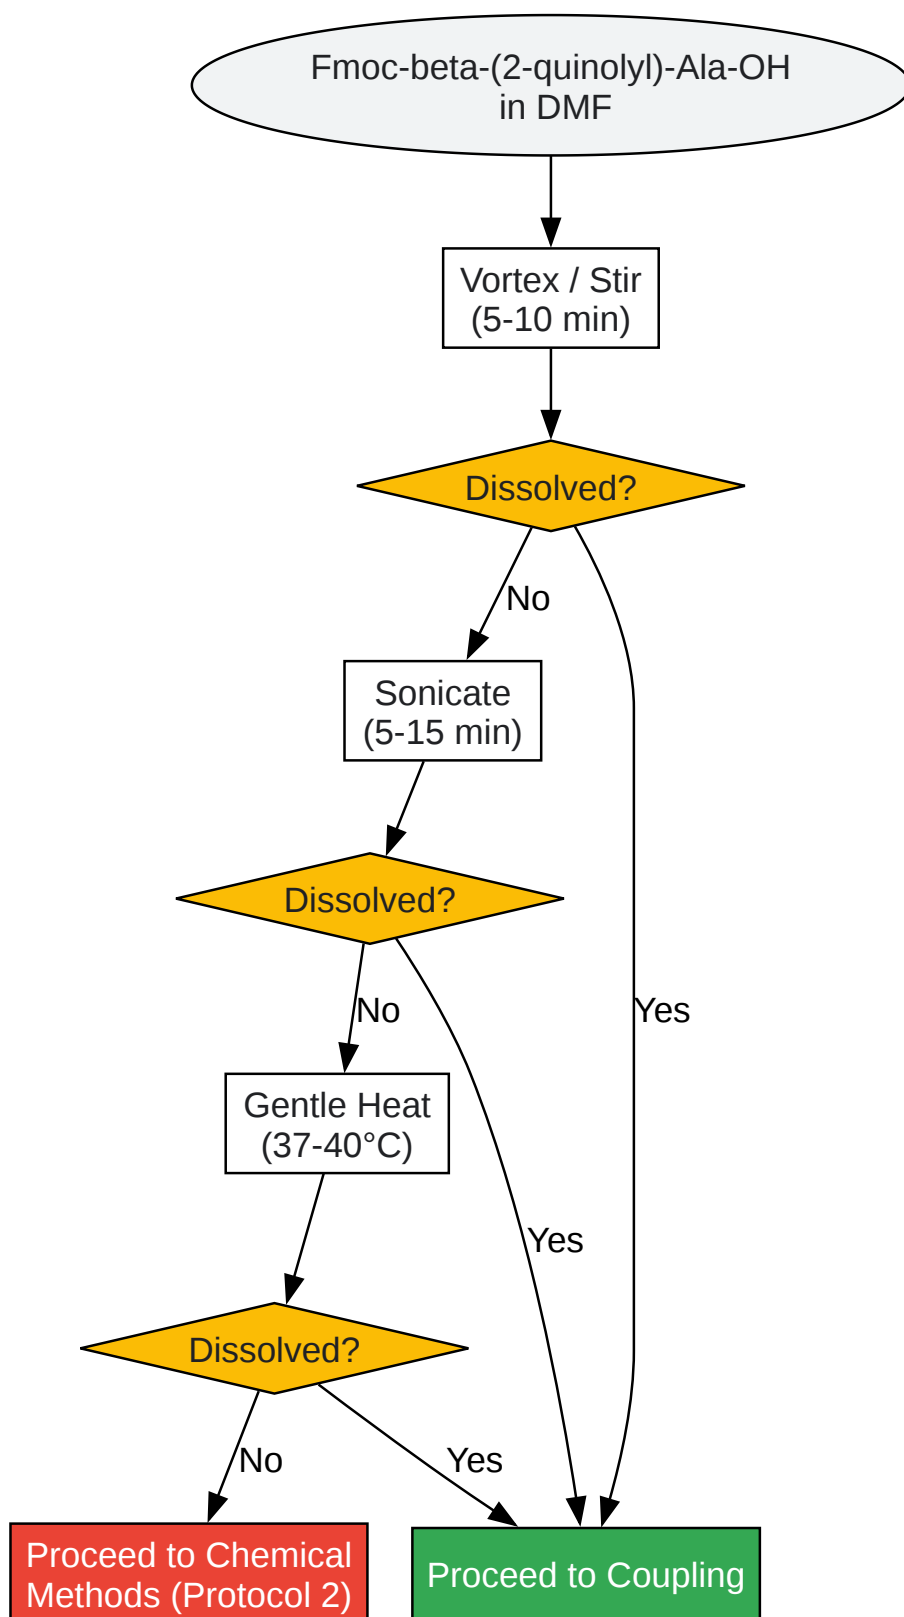 Fmoc-beta-(2-quinolyl)-Ala-OH
in DMF
Vortex / Stir
(5-10 min)
Dissolved?
No
Sonicate
(5-15 min)
Dissolved?
No
Yes
Gentle Heat
(37-40°C)
Yes
Dissolved?
No
Yes
Proceed to Chemical
Methods (Protocol 2)
Proceed to Coupling